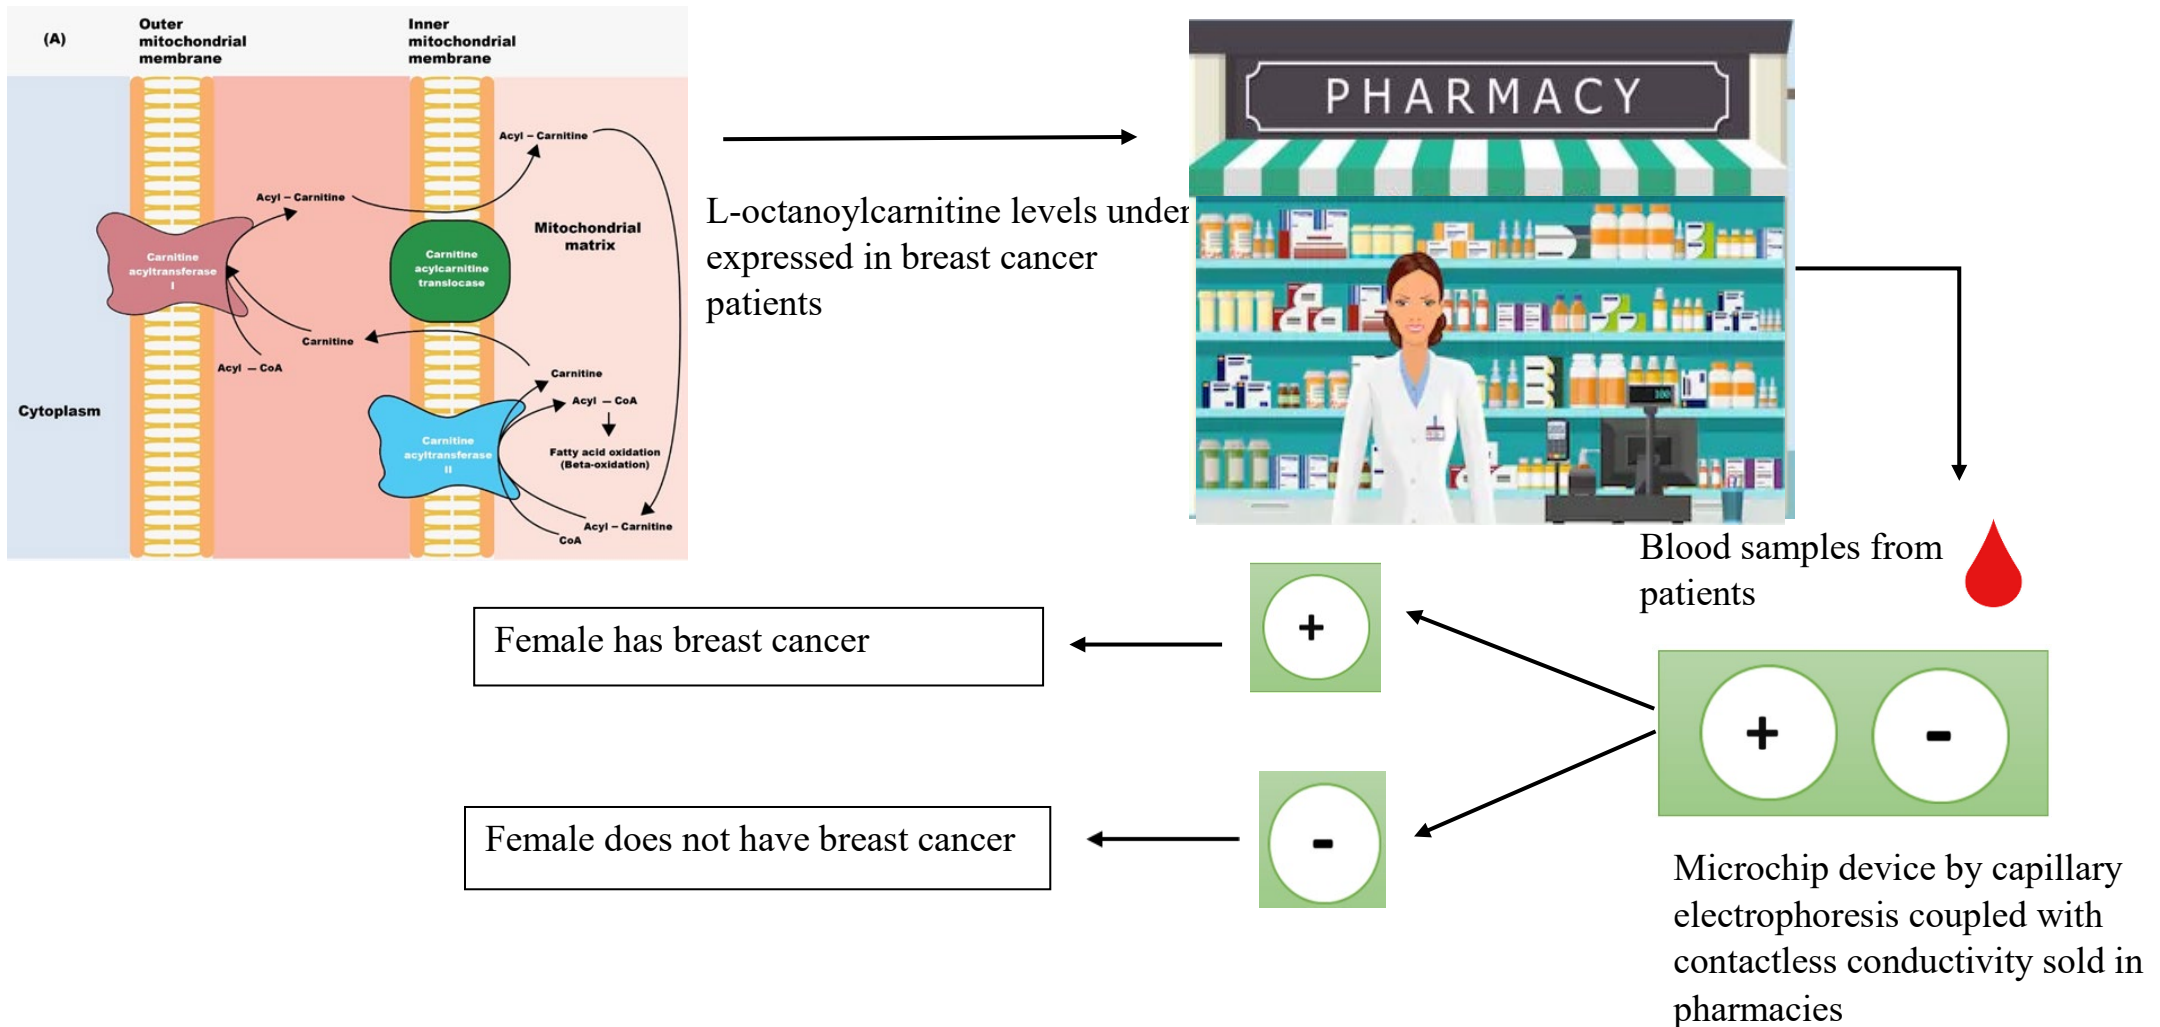 (A)
Outer
mitochondrial
membrane
Inner
mitochondrial
membrane
Acyl – Carnitine
Acyl – Carnitine
Mitochondrial
matrix
Carnitine
acyltransferase
I
Carnitine
acylcarnitine
translocase
Carnitine
Acyl – CoA
Carnitine
Acyl – CoA
Cytoplasm
Carnitine
acyltransferase
II
Fatty acid oxidation
(Beta-oxidation)
Acyl – Carnitine
CoA
L-octanoylcarnitine levels under
expressed in breast cancer
patients
PHARMACY
100
Blood samples from
patients
+
Female has breast cancer
+
-
-
Female does not have breast cancer
Microchip device by capillary
electrophoresis coupled with
contactless conductivity sold in
pharmacies